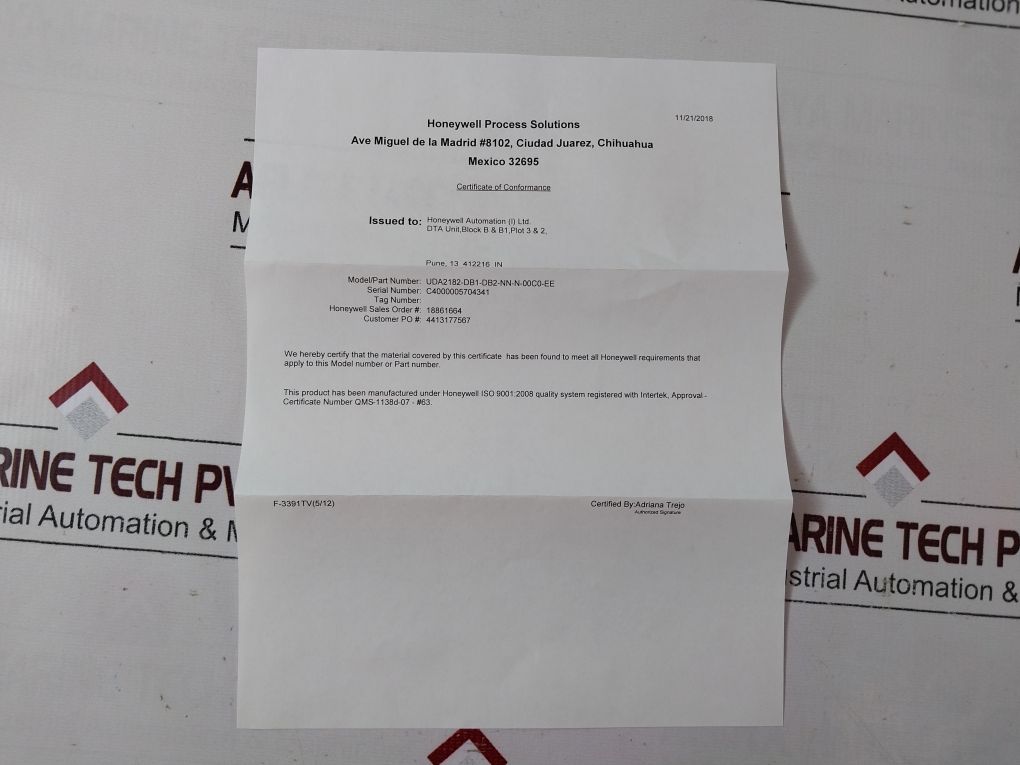 utomation
11/21/2018
Honeywell Process Solutions
Ave Miguel de la Madrid #8102, Ciudad Juarez, Chihuahua
Mexico 32695
Certificate of Conformance
Issued to: Honeywell Automation (I) Ltd.
DTA Unit,Block B & B1,Plot 3 & 2,
Pune, 13 412216 IN
Model/Part Number: UDA2182-DB1-DB2-NN-N-00C0-EE
Serial Number: C4000005704341
Tag Number:
Honeywell Sales Order #: 18861664
Customer PO #: 4413177567
We hereby certify that the material covered by this certificate has been found to meet all Honeywell requirements that
apply to this Model number or Part number.
This product has been manufactured under Honeywell ISO 9001:2008 quality system registered with Intertek, Approval -
Certificate Number QMS-1138d-07 - #63.
F-3391TV(5/12)
Certified By:Adriana Trejo
Authorized Signature
RINE TECH PV
ial Automation & M
ARINE TECH P
strial Automation &